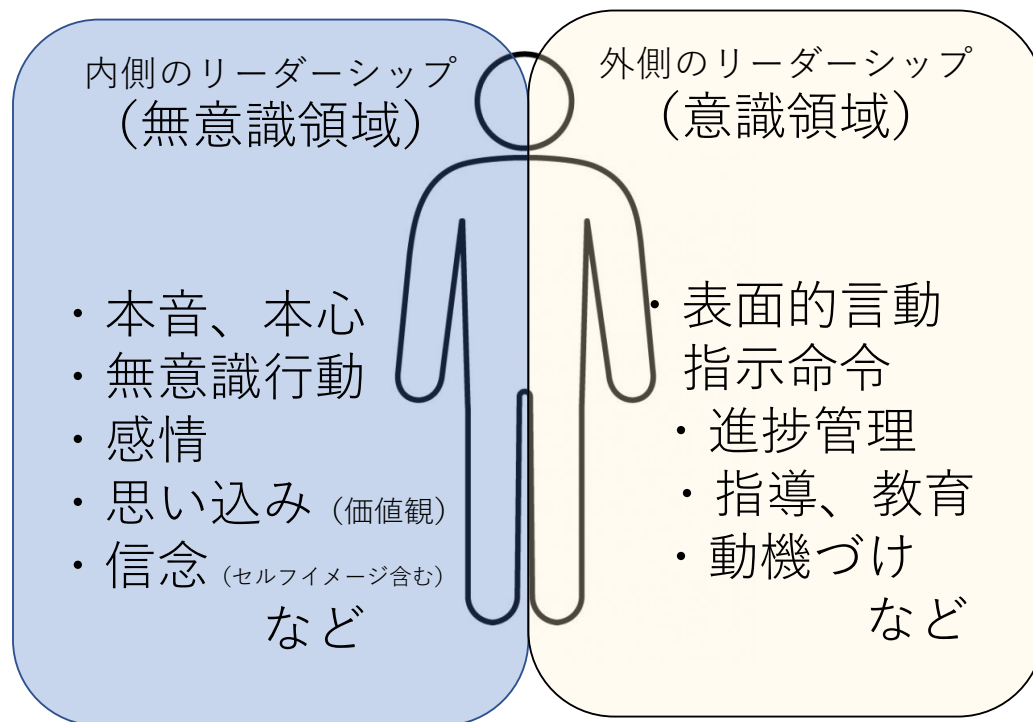 内側のリーダーシップ
(無意識領域)
・本音、本心
・無意識行動
・感情
・思い込み（価値観）
・信念（セルフイメージ含む）
など
外側のリーダーシップ
(意識領域)
・表面的言動
指示命令
・進捗管理
・指導、教育
・動機づけ
など